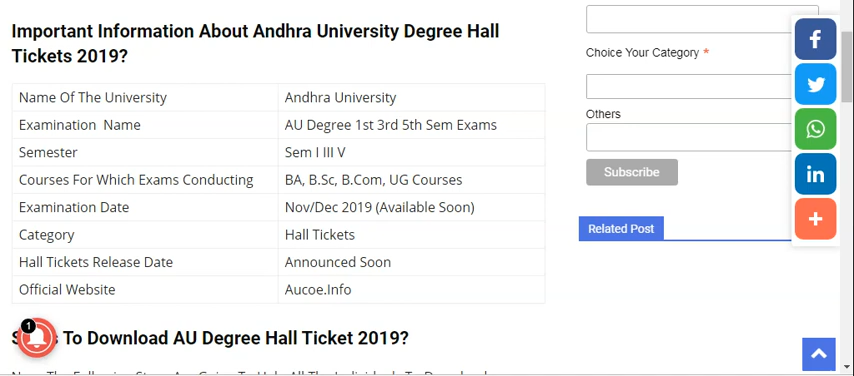 Important Information About Andhra University Degree Hall
Tickets 2019?
Name Of The University Andhra University
Examination Name AU Degree 1st 3rd 5th Sem Exams
Semester Sem I III V
Courses For Which Exams Conducting BA, B.Sc, B.Com, UG Courses
Examination Date Nov/Dec 2019 (Available Soon)
Category Hall Tickets
Hall Tickets Release Date Announced Soon
Official Website Aucoe.Info
1
To Download AU Degree Hall Ticket 2019?
Choice Your Category *
Others
Subscribe
Related Post
f
in
+